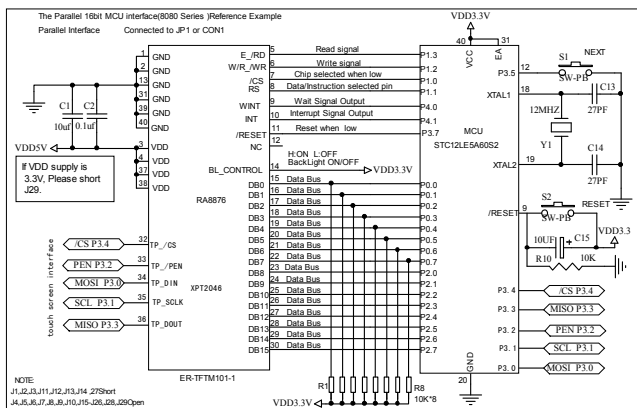 The Parallel 16bit MCU interface(8080 Series )Reference Example
Parallel Interface Connected to JP1 or CON1
VDD3.3V
1 GND
2 GND
13 GND
31 GND
39 GND
40 GND
3 VDD
4 VDD
37 VDD
38 VDD
C1
10uf
C2
0.1uf
VDD5V
If VDD supply is
3.3V, Please short
J29.
E_/RD 5 Read signal P1.3
W/R_/WR 6 Write signal P1.2
/CS 7 Chip selected when low P1.0
RS 8 Data/Instruction selected pin P1.1
WINT 9 Wait Signal Output P4.0
INT 10 Interrupt Signal Output P4.1
/RESET 11 Reset when low P3.7
NC 12
H:ON L:OFF
BL_CONTROL 14 BackLight ON/OFF VDD3.3V
RA8876
DB0 15 Data Bus P0.0
DB1 16 Data Bus P0.1
DB2 17 Data Bus P0.2
DB3 18 Data Bus P0.3
DB4 19 Data Bus P0.4
DB5 20 Data Bus P0.5
DB6 21 Data Bus P0.6
DB7 22 Data Bus P0.7
DB8 23 Data Bus P2.0
DB9 24 Data Bus P2.1
DB10 25 Data Bus P2.2
DB11 26 Data Bus P2.3
DB12 27 Data Bus P2.4
DB13 28 Data Bus P2.5
DB14 29 Data Bus P2.6
DB15 30 Data Bus P2.7
touch screen interface
/CS P3.4 32 TP_/CS
PEN P3.2 33 TP_/PEN
MOSI P3.0 34 TP_DIN
SCL P3.1 35 TP_SCLK
MISO P3.3 36 TP_DOUT
XPT2046
ER-TFTM101-1
40 VCC
31 EA
MCU
STC12LE5A60S2
P3.5 12
S1 NEXT
SW-PB
XTAL1 18
C13
27PF
12MHZ
Y1
XTAL2 19
C14
27PF
S2
SW-PB
RESET
/RESET 9
VDD3.3
10UF + C15
R10 10K
P3. 4 /CS P3.4
P3. 3 MISO P3.3
P3. 2 PEN P3.2
P3. 1 SCL P3.1
P3. 0 MOSI P3.0
GND
20
R1 R8
10K*8
VDD3.3V
NOTE:
J1,J2,J3,J11,J12,J13,J14 ,27Short
J4,J5,J6,J7,J8,J9,J10,J15-J26,J28,J29Open